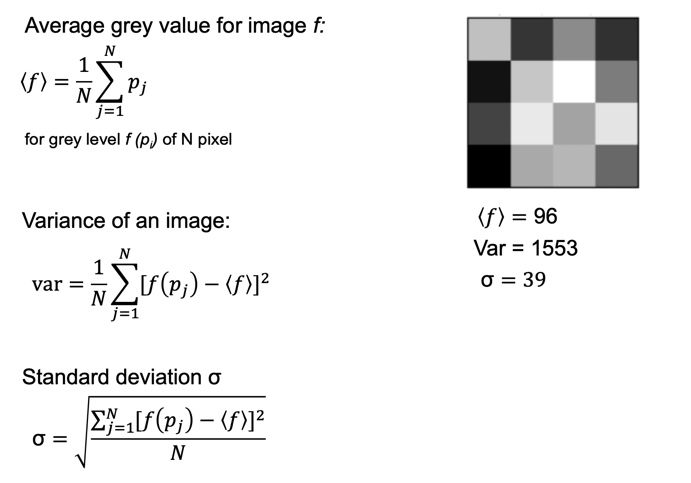 Average grey value for image f:
⟨f⟩ = 1/N ∑_{j=1}^{N} p_j
for grey level f (p_i) of N pixel
Variance of an image:
var = 1/N ∑_{j=1}^{N} [f(p_j) − ⟨f⟩]²
Standard deviation σ
σ = √(∑_{j=1}^{N} [f(p_j) − ⟨f⟩]² / N)
⟨f⟩ = 96
Var = 1553
σ = 39